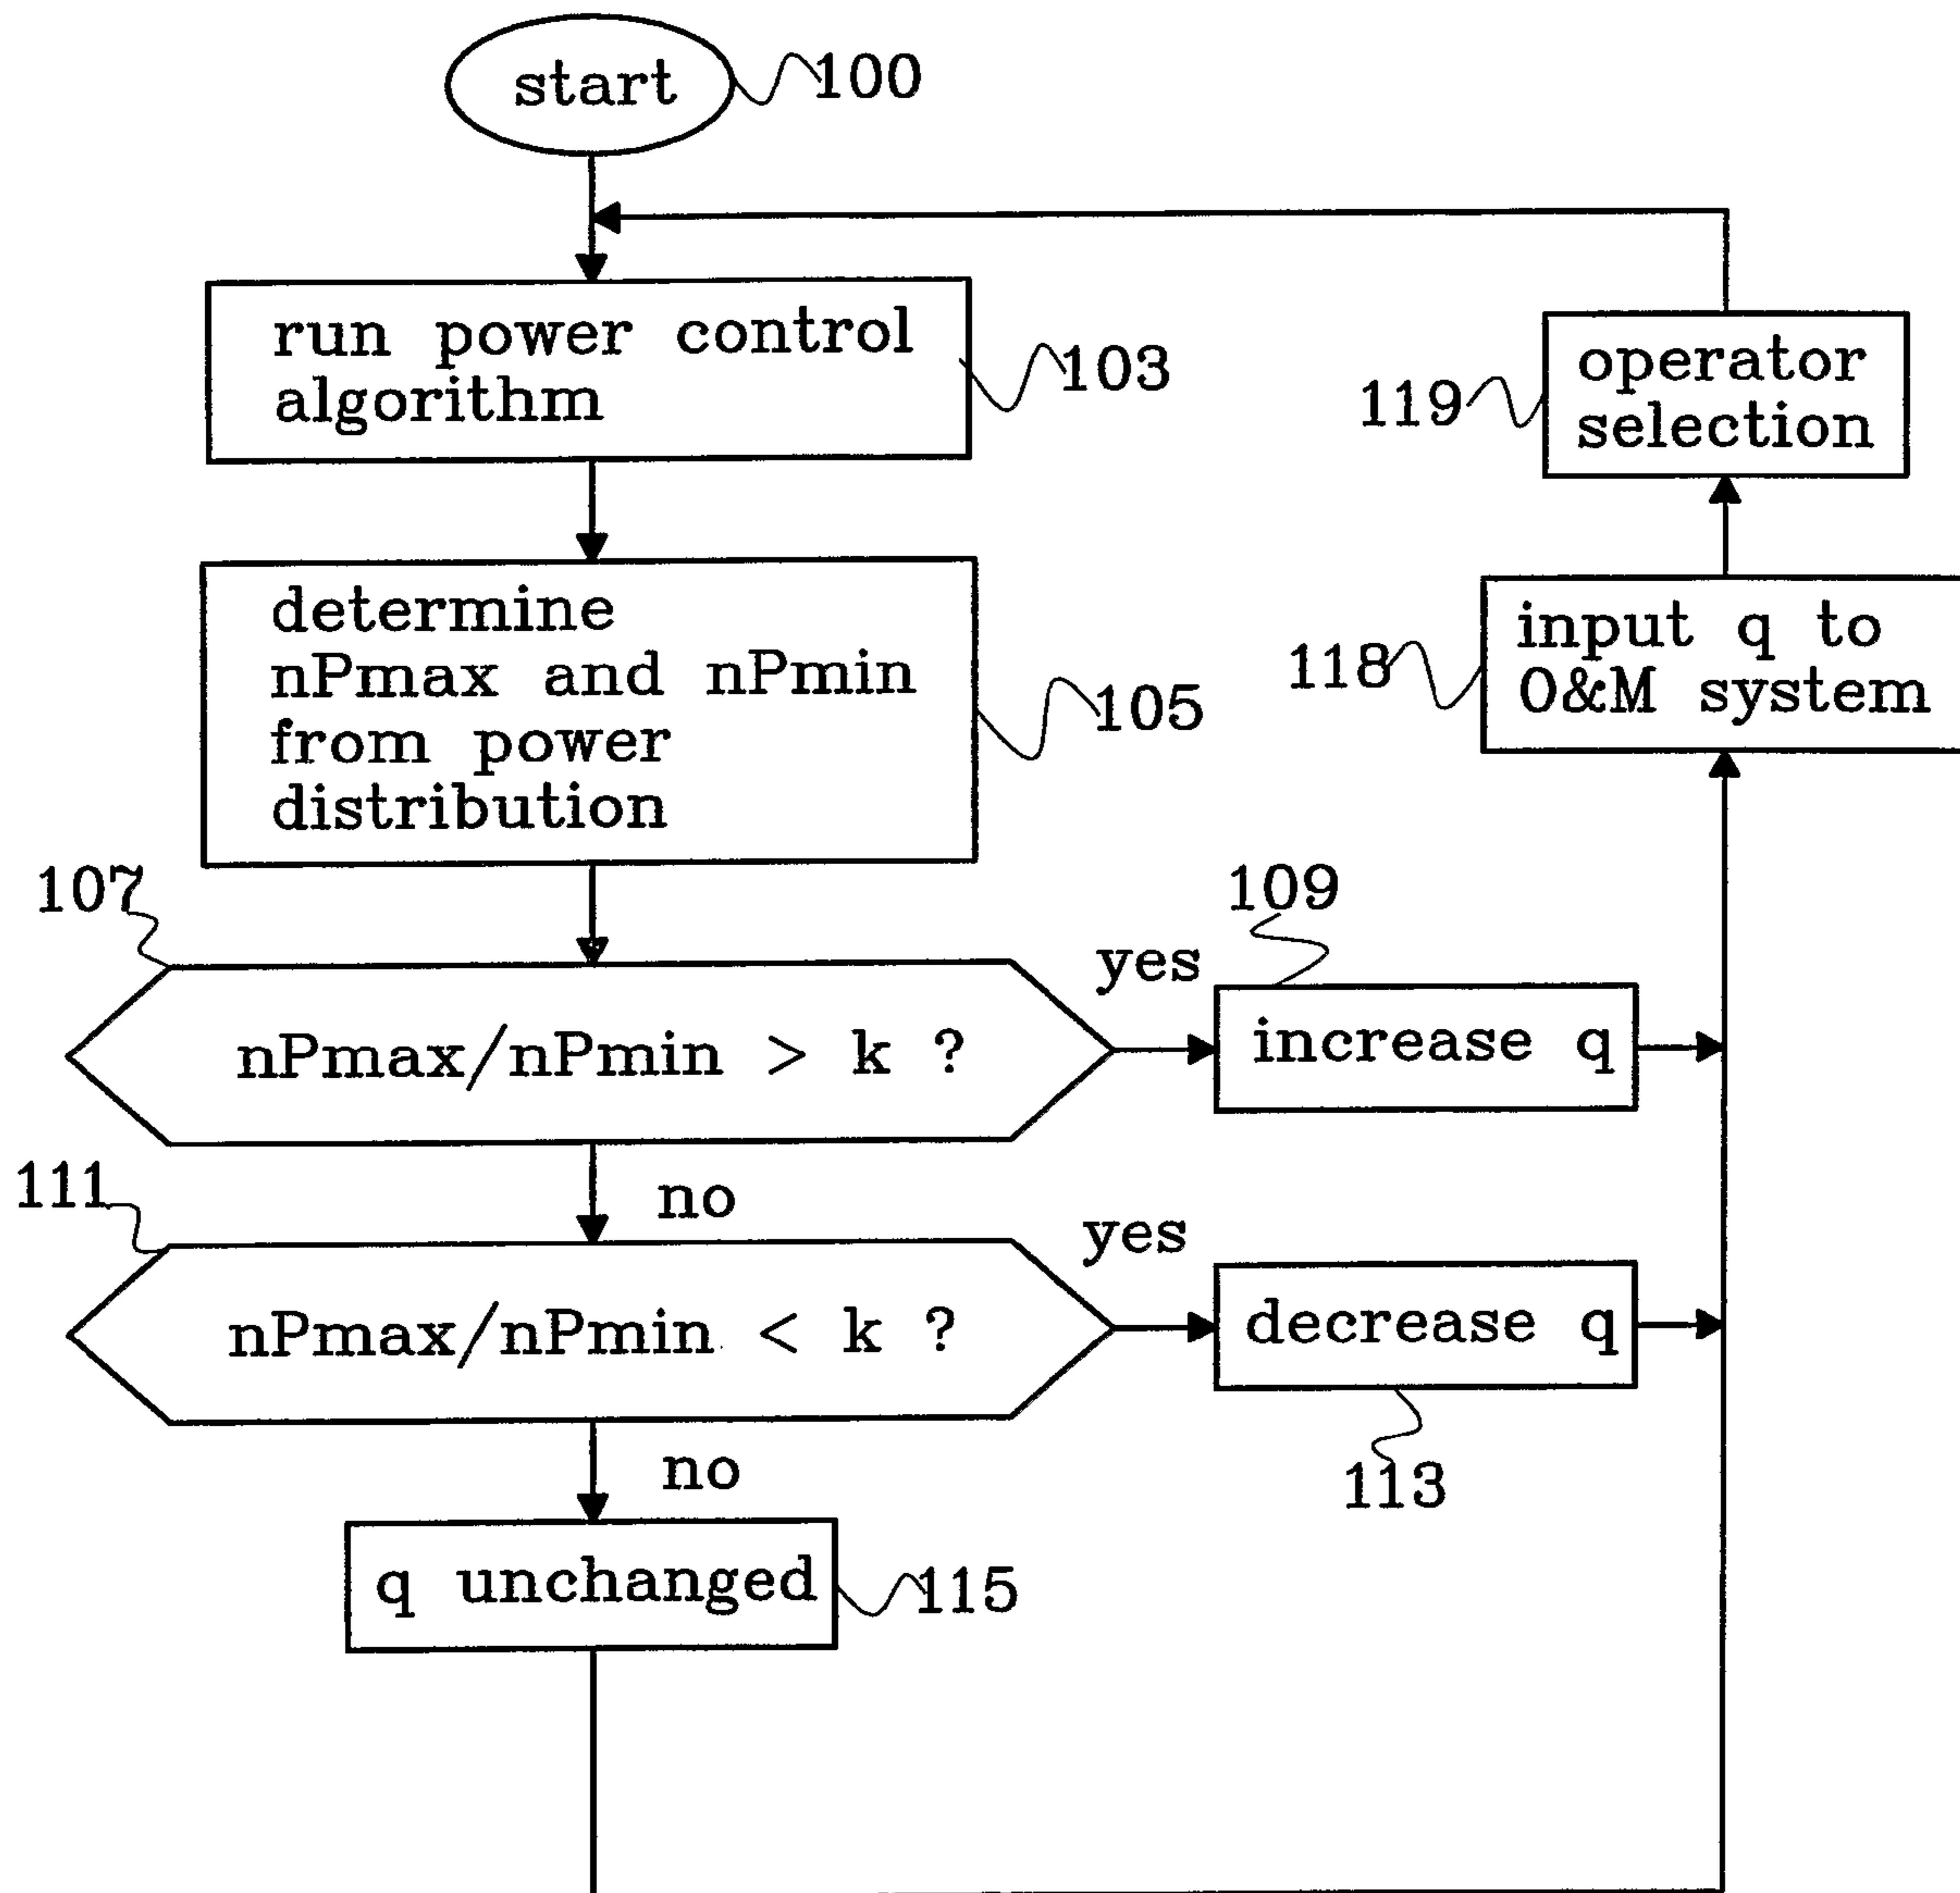 start
100
run power control
algorithm
103
operator
selection
119
determine
nPmax and nPmin
from power
distribution
105
input q to
O&M system
118
107
nPmax/nPmin > k ?
yes
109
increase q
no
111
nPmax/nPmin < k ?
yes
decrease q
113
no
q unchanged
115